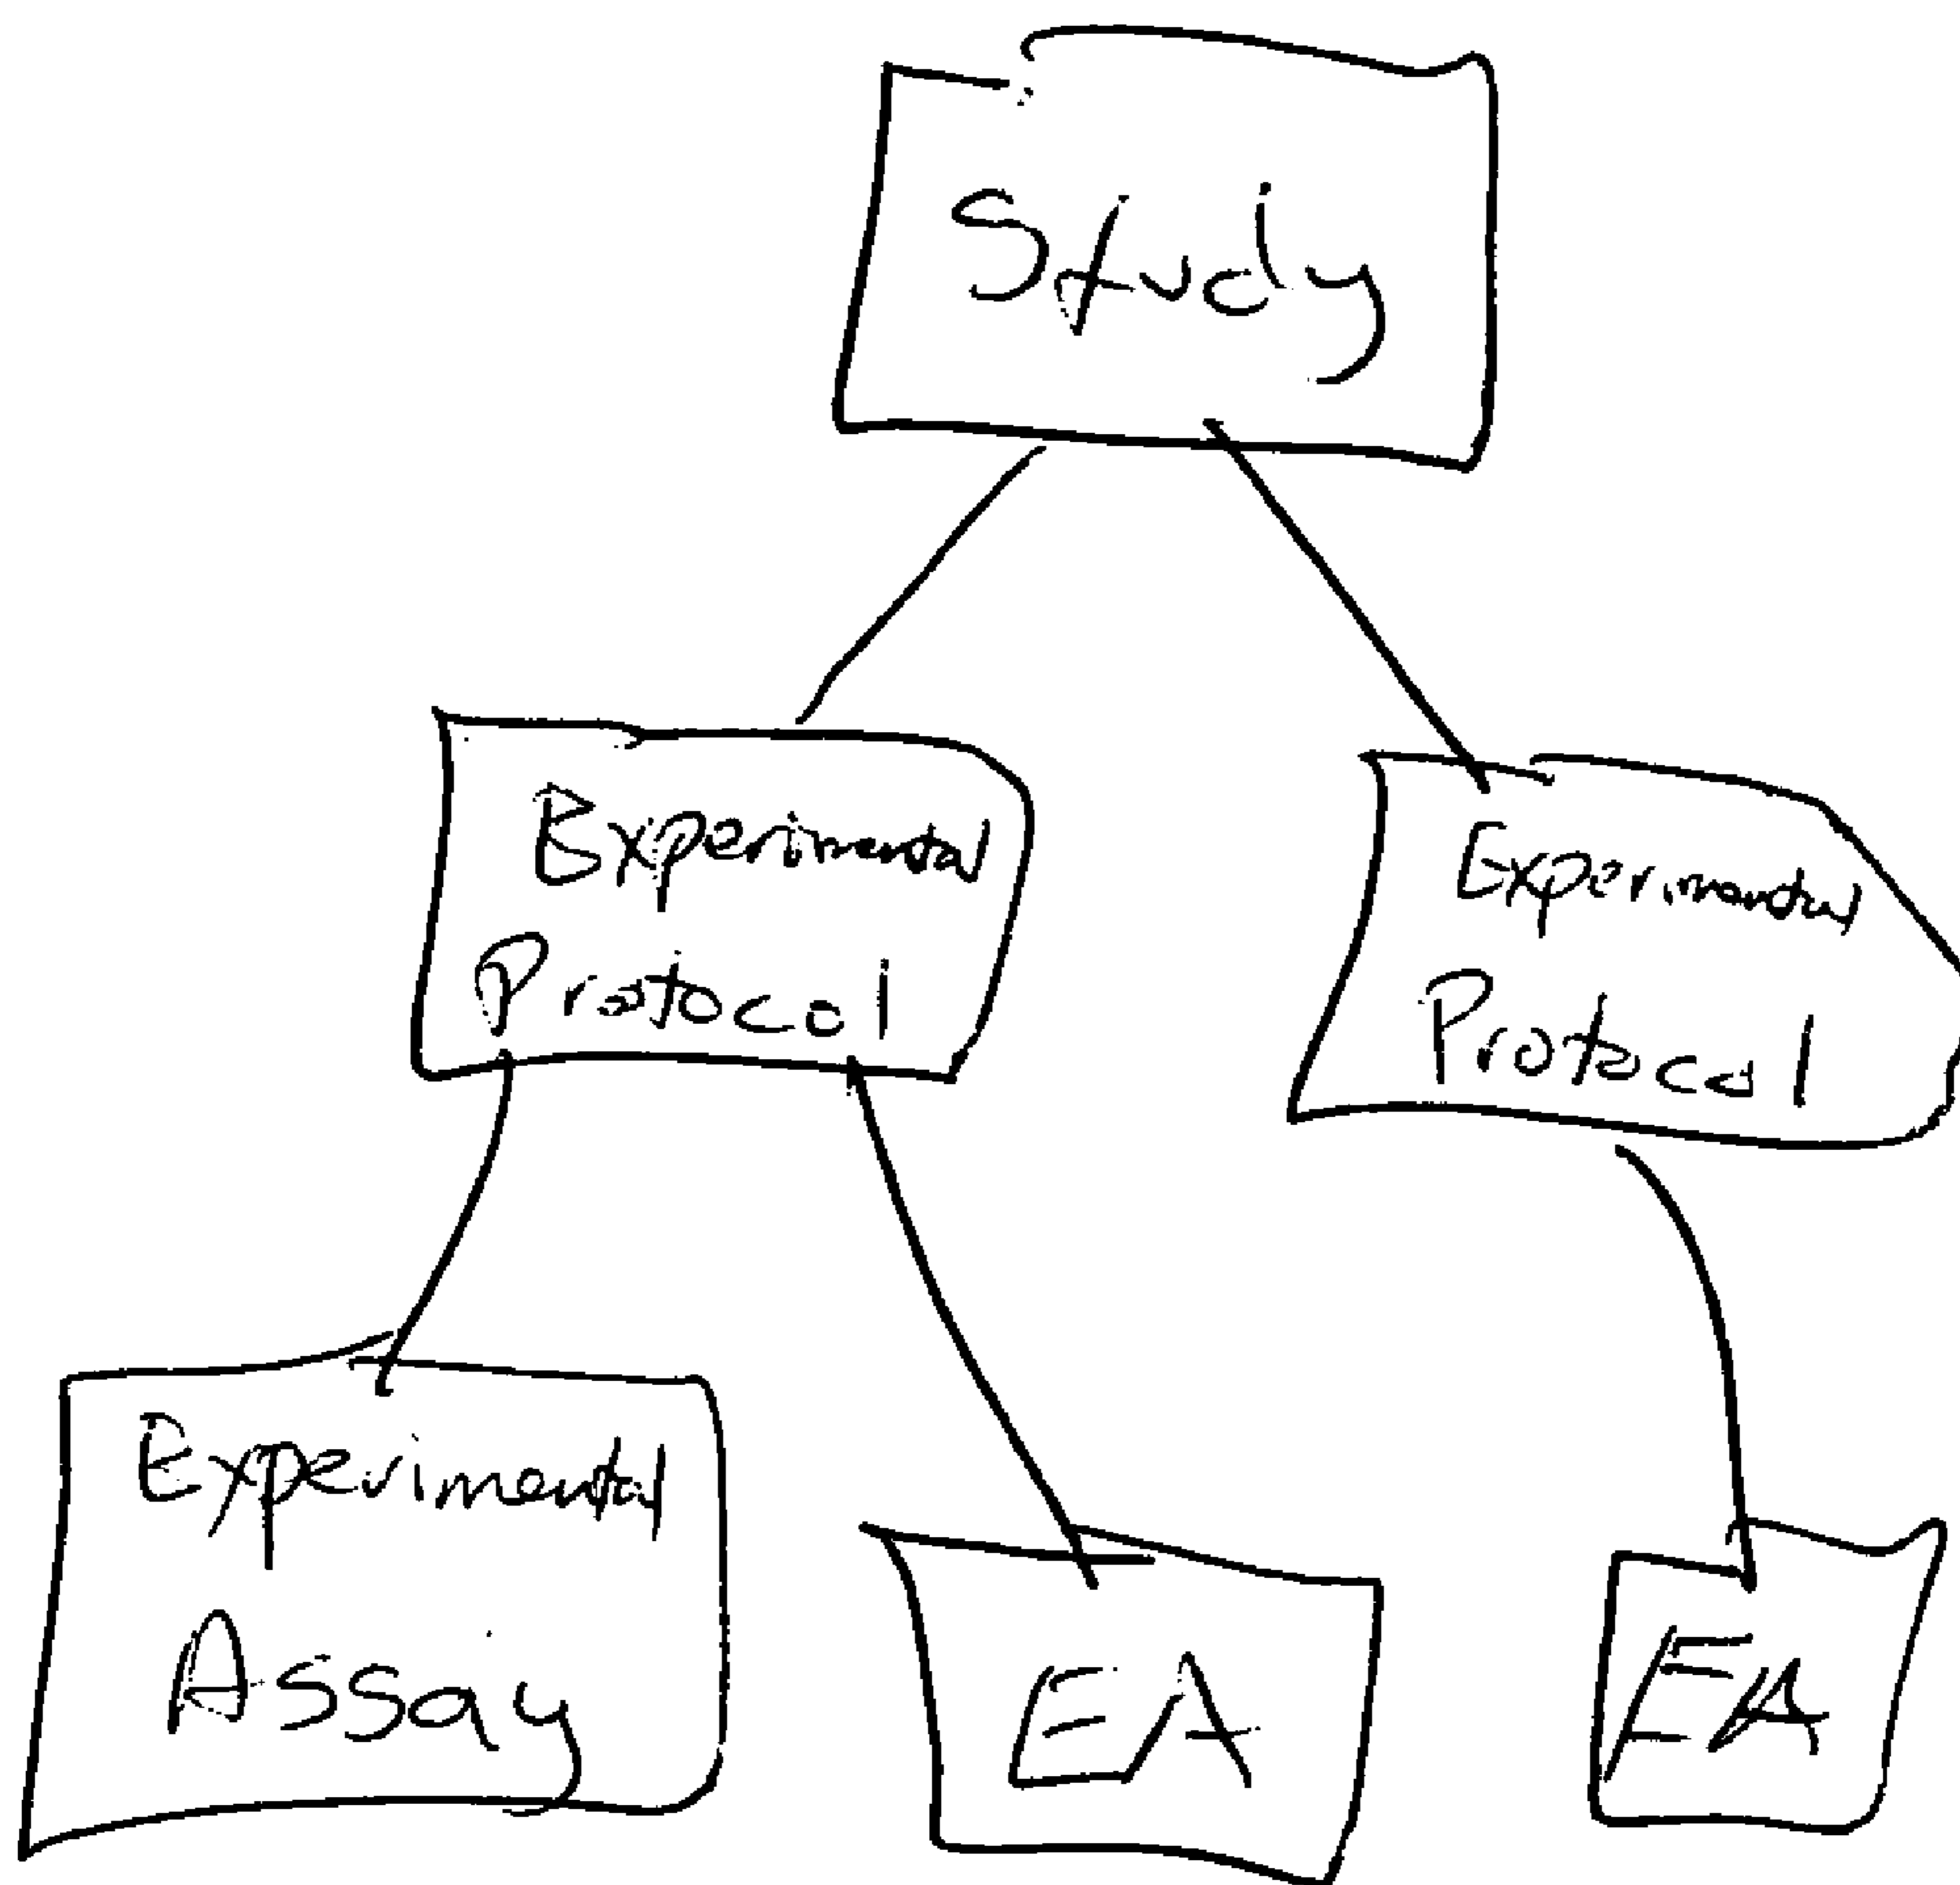 Study
Experimental
Protocol
Experimental
Protocol
Experimental
Assay
EA
EA